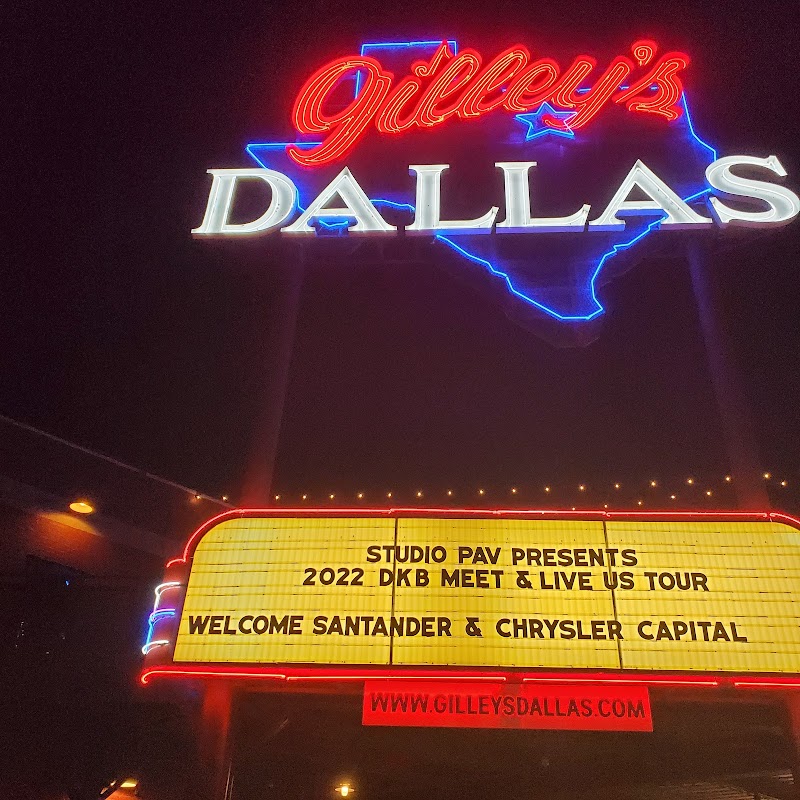 Gilley's
DALLAS
STUDIO PAV PRESENTS
2022 DKB MEET & LIVE US TOUR
WELCOME SANTANDER & CHRYSLER CAPITAL
WWW.GILLEYSDALLAS.COM